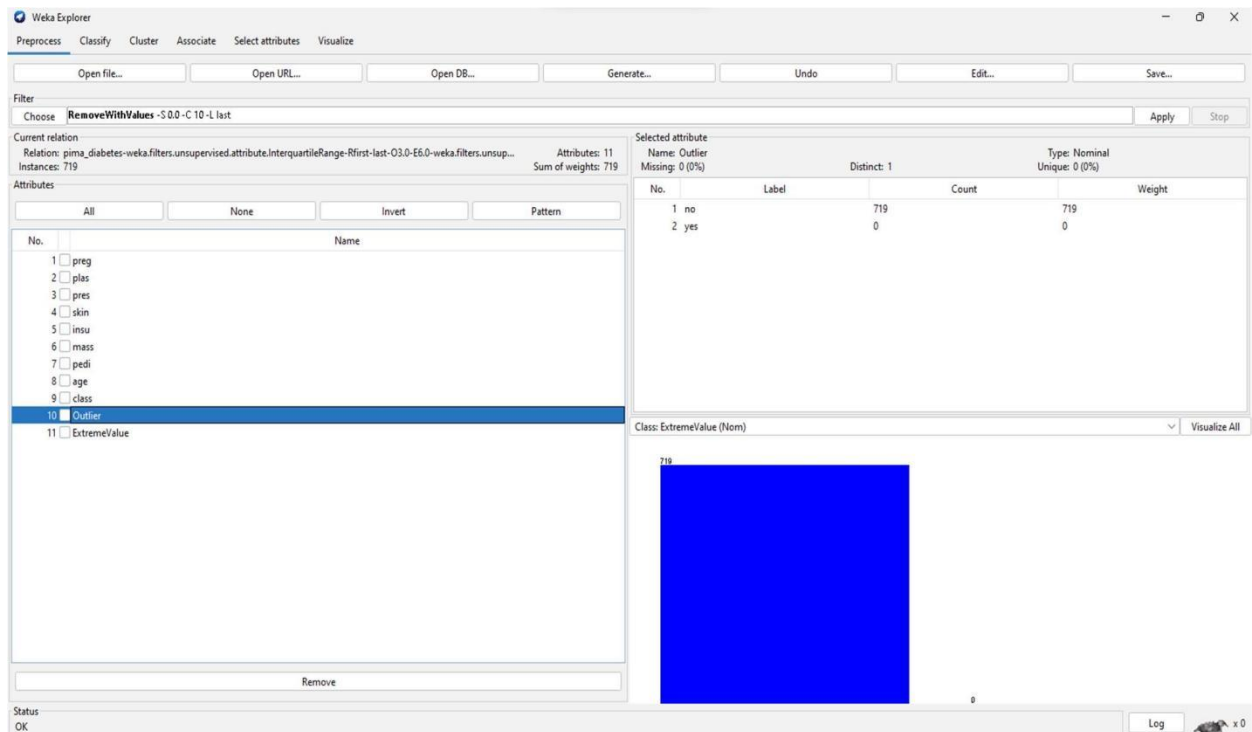 Weka Explorer
Preprocess Classify Cluster Associate Select attributes Visualize
Open file... Open URL... Open DB... Generate... Undo Edit... Save...
Filter
Choose RemoveWithValues -S 0.0 -C 10 -L last Apply Stop
Current relation
Relation: pima_diabetes-weka.filters.unsupervised.attribute.InterquartileRange-Rfirst-last-O3.0-E6.0-weka.filters.unsup... Attributes: 11
Instances: 719 Sum of weights: 719
Attributes
All None Invert Pattern
No. Name
1 preg
2 plas
3 pres
4 skin
5 insu
6 mass
7 pedi
8 age
9 class
10 Outlier
11 ExtremeValue
Remove
Selected attribute
Name: Outlier Type: Nominal
Missing: 0 (0%) Distinct: 1 Unique: 0 (0%)
No. Label Count Weight
1 no 719 719
2 yes 0 0
Class: ExtremeValue (Nom) Visualize All
719
0
Status
OK Log x 0